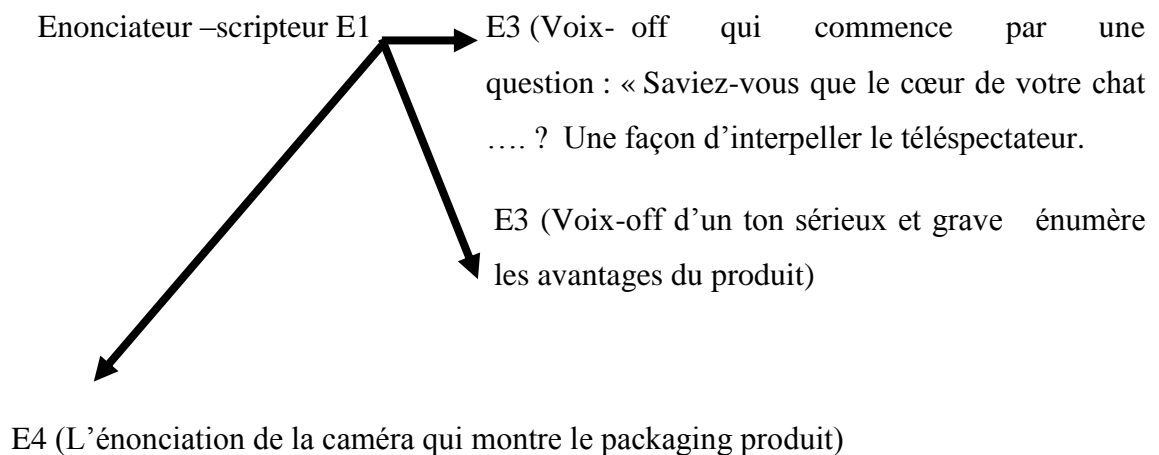 Enonciateur –scripteur E1
E3 (Voix- off qui commence par une
question : « Saviez-vous que le cœur de votre chat
…. ? Une façon d’interpeller le téléspectateur.
E3 (Voix-off d’un ton sérieux et grave énumère
les avantages du produit)
E4 (L’énonciation de la caméra qui montre le packaging produit)